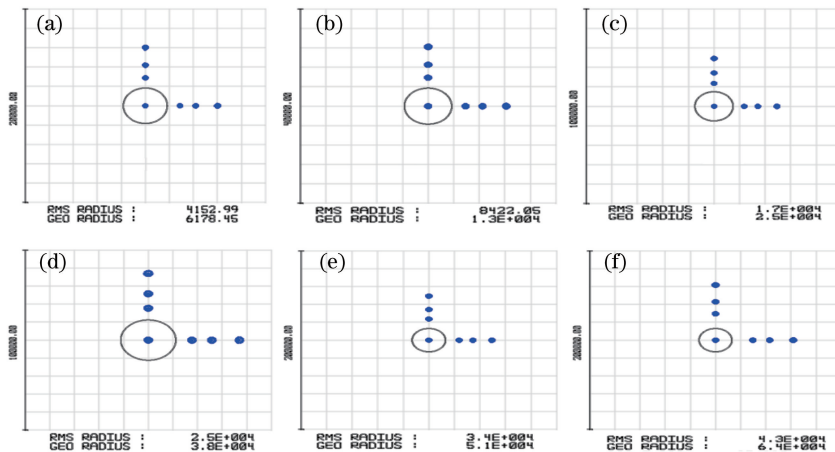 (a)
20000.00
RMS RADIUS : 4152.99
GEO RADIUS : 6178.45
(b)
40000.00
RMS RADIUS : 8422.05
GEO RADIUS : 1.3E+004
(c)
100000.00
RMS RADIUS : 1.7E+004
GEO RADIUS : 2.5E+004
(d)
100000.00
RMS RADIUS : 2.5E+004
GEO RADIUS : 3.8E+004
(e)
200000.00
RMS RADIUS : 3.4E+004
GEO RADIUS : 5.1E+004
(f)
200000.00
RMS RADIUS : 4.3E+004
GEO RADIUS : 6.4E+004